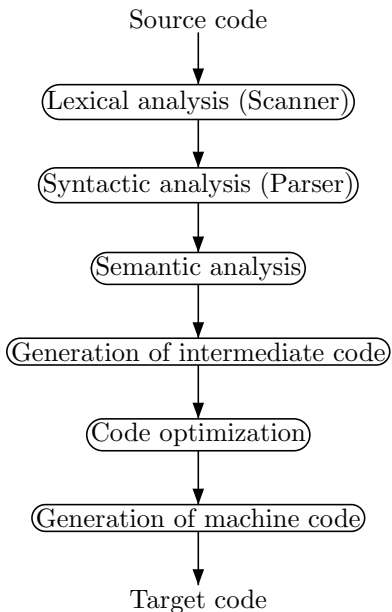 Source code
Lexical analysis (Scanner)
Syntactic analysis (Parser)
Semantic analysis
Generation of intermediate code
Code optimization
Generation of machine code
Target code